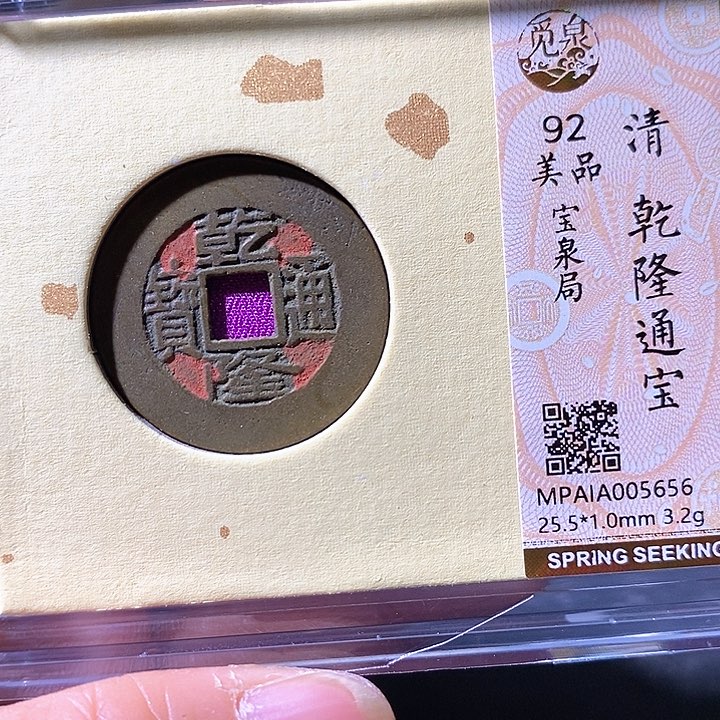 乾隆通寳
觅泉
清 乾隆通宝
92
美品
宝泉局
MPAIA005656
25.5*1.0mm 3.2g
SPRING SEEKING